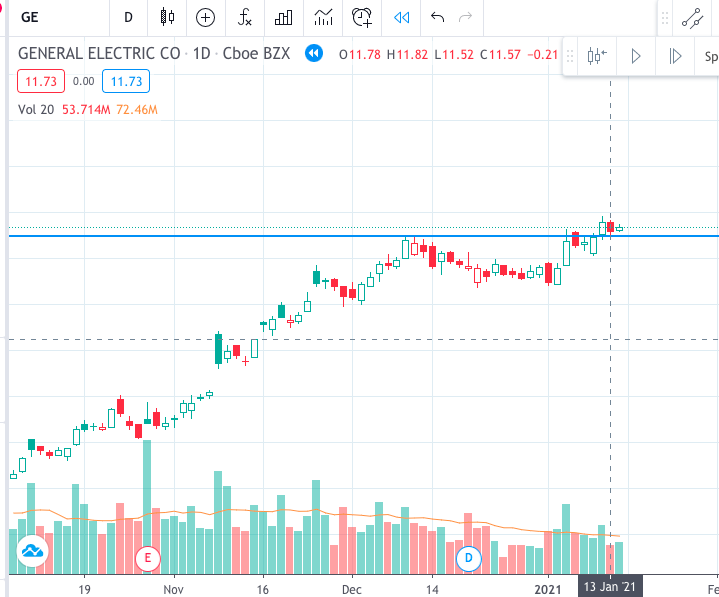 GE D
GENERAL ELECTRIC CO · 1D · Cboe BZX O11.78 H11.82 L11.52 C11.57 −0.21
Sp
11.73 0.00 11.73
Vol 20 53.714M 72.46M
E D
19 Nov 16 Dec 14 2021 13 Jan '21 Fe